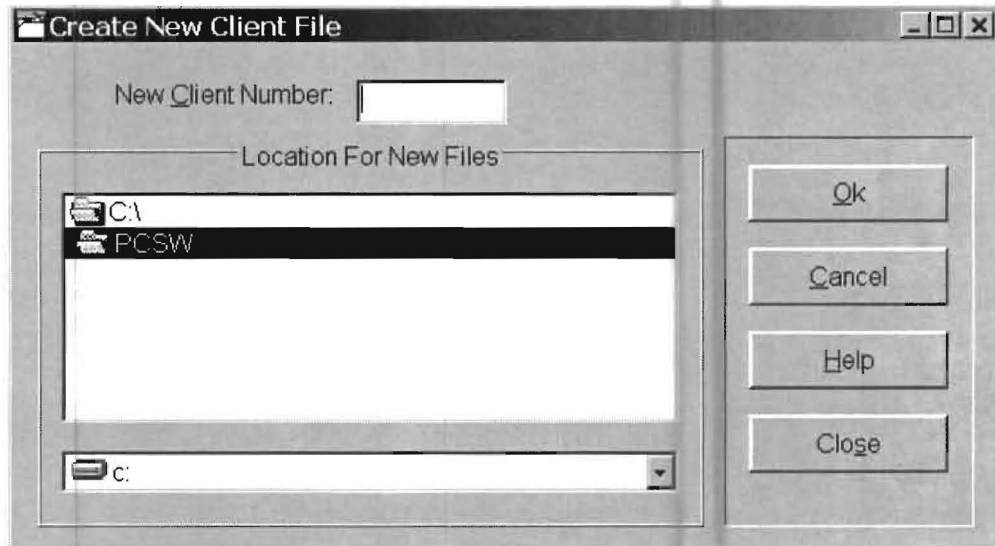 Create New Client File
New Client Number:
Location For New Files
C:\
PCSW
c:
Ok
Cancel
Help
Close